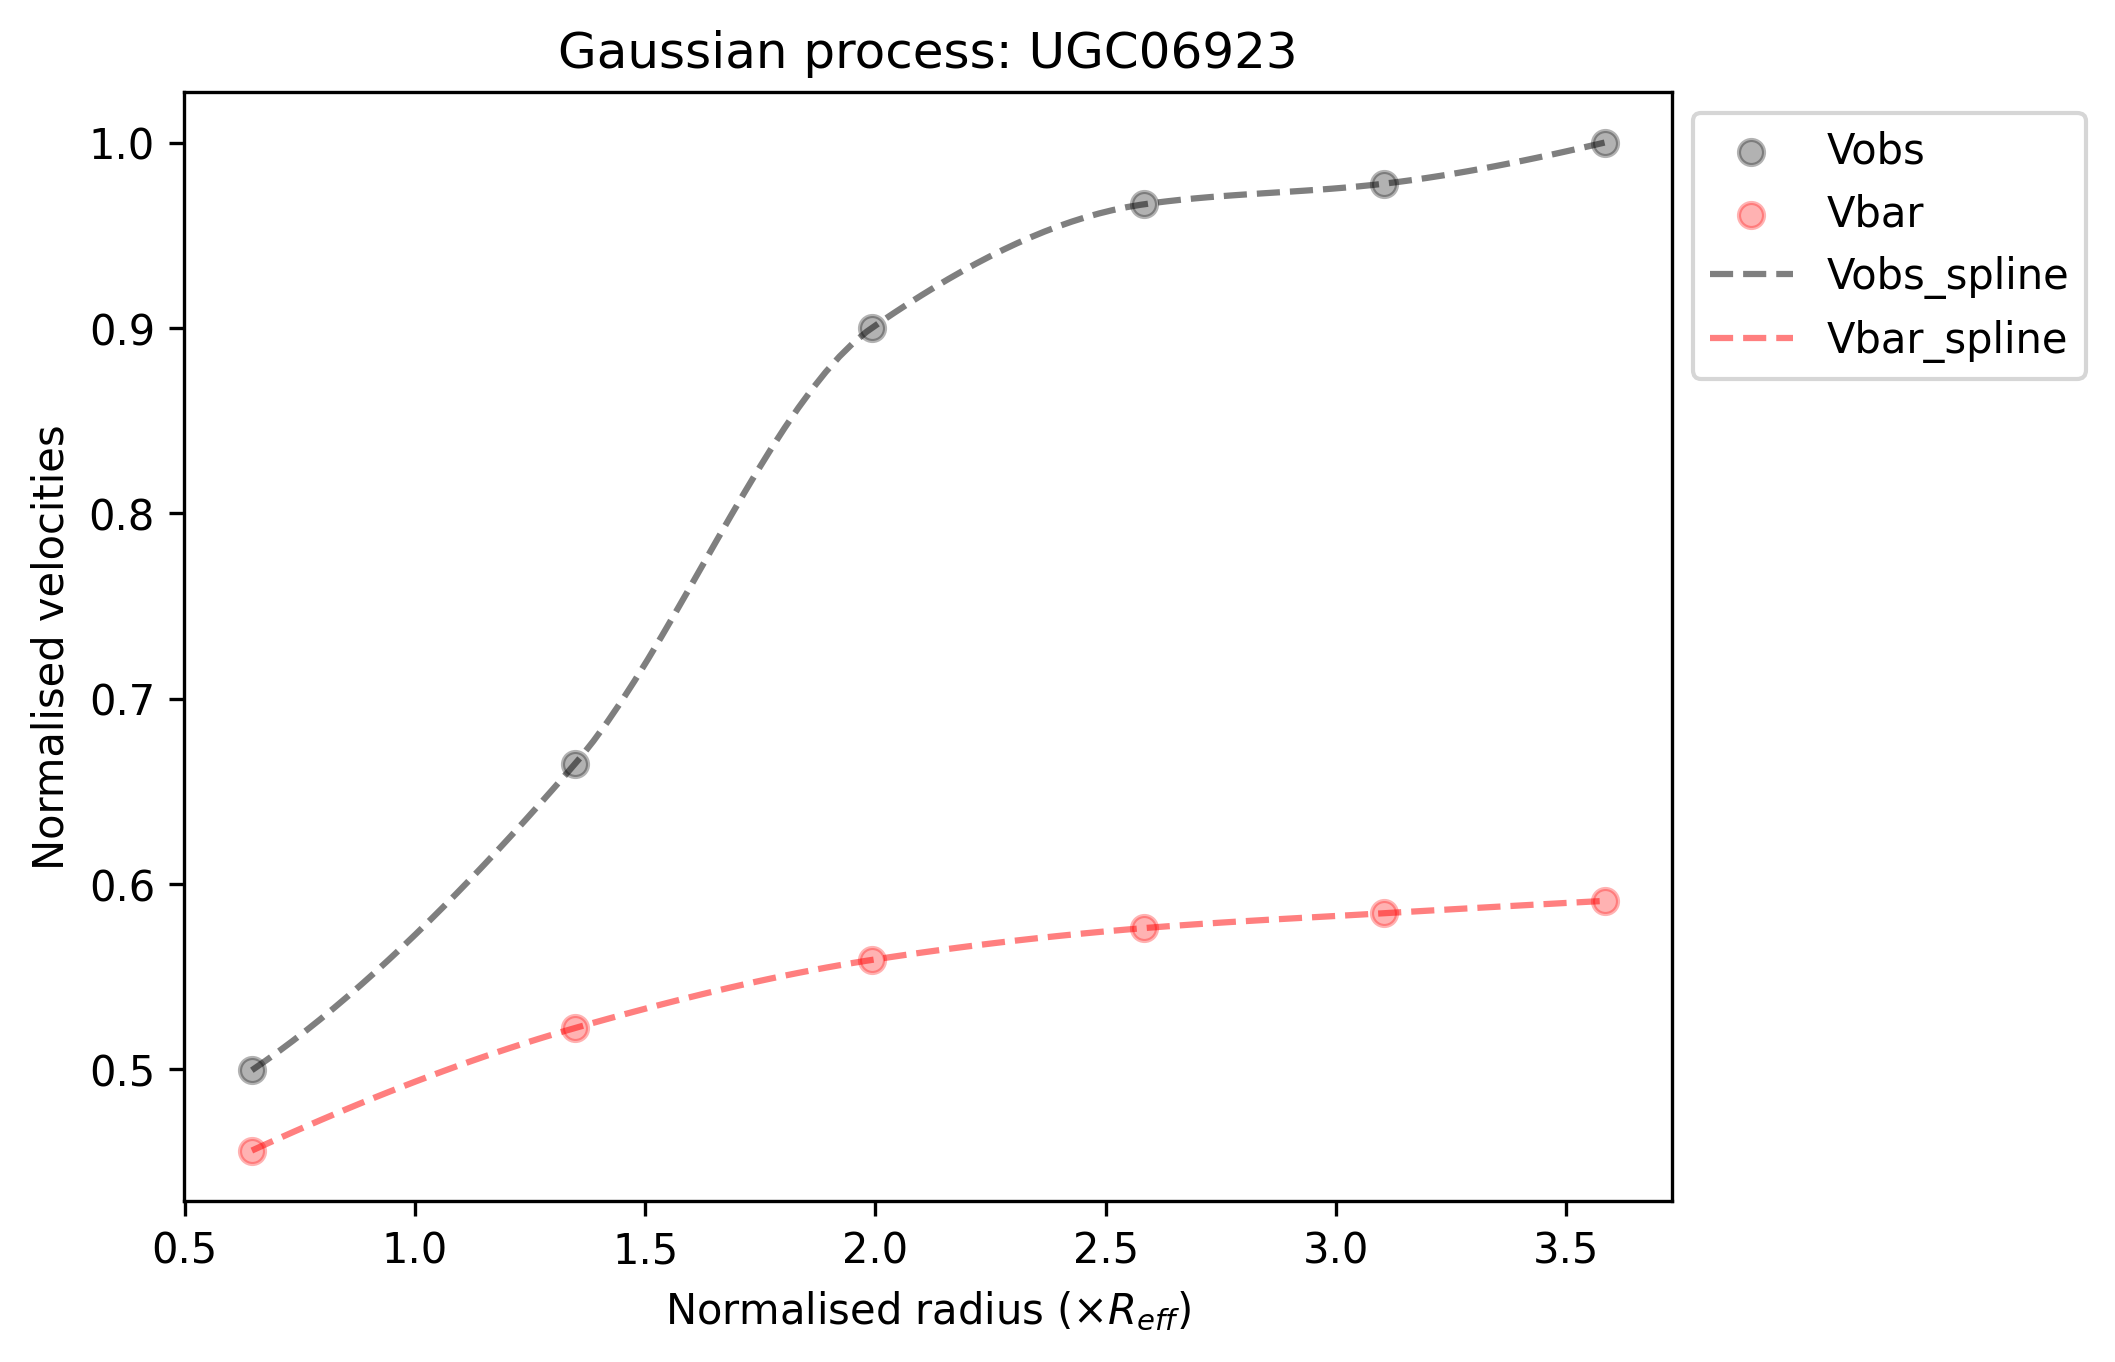 Gaussian process: UGC06923
1.0
0.9
0.8
0.7
0.6
0.5
Normalised velocities
0.5 1.0 1.5 2.0 2.5 3.0 3.5
Normalised radius (×R_eff)
Vobs
Vbar
Vobs_spline
Vbar_spline